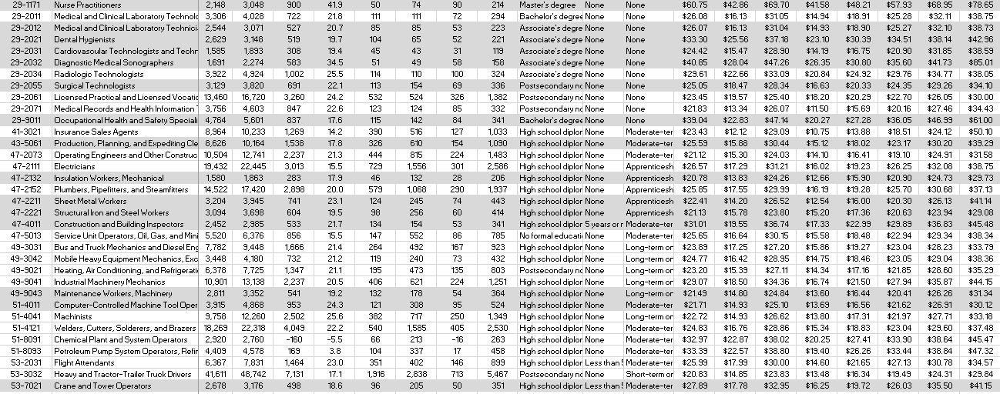 29-1171 Nurse Practitioners 2,148 3,048 900 41.9 50 74 90 214 Master's degree None None $60.75 $42.86 $69.70 $41.58 $48.21 $57.93 $68.95 $78.65
29-2011 Medical and Clinical Laboratory Technolo 3,306 4,028 722 21.8 111 111 72 294 Bachelor's degree None None $26.08 $16.13 $31.05 $14.94 $18.91 $25.28 $32.11 $38.75
29-2012 Medical and Clinical Laboratory Technici 2,544 3,071 527 20.7 85 85 53 223 Associate's degre None None $26.07 $16.13 $31.04 $14.93 $18.90 $25.27 $32.10 $38.73
29-2021 Dental Hygienists 2,629 3,148 519 19.7 104 65 52 221 Associate's degre None None $33.30 $25.56 $37.18 $23.10 $30.39 $34.51 $38.14 $42.96
29-2031 Cardiovascular Technologists and Techr 1,585 1,893 308 19.4 45 43 31 119 Associate's degre None None $24.42 $15.47 $28.90 $14.19 $16.75 $20.90 $31.85 $38.59
29-2032 Diagnostic Medical Sonographers 1,691 2,274 583 34.5 51 49 58 158 Associate's degre None None $40.85 $28.04 $47.26 $26.35 $30.80 $35.60 $41.73 $85.01
29-2034 Radiologic Technologists 3,922 4,924 1,002 25.5 114 110 100 324 Associate's degre None None $29.61 $22.66 $33.09 $20.84 $24.92 $29.76 $34.77 $38.05
29-2055 Surgical Technologists 3,129 3,820 691 22.1 113 154 69 336 Postsecondary nc None None $25.05 $18.47 $28.34 $16.63 $20.33 $24.35 $29.26 $34.10
29-2061 Licensed Practical and Licensed Vocatic 13,460 16,720 3,260 24.2 532 524 326 1,382 Postsecondary nc None None $23.45 $19.57 $25.40 $18.20 $20.29 $22.70 $26.05 $30.00
29-2071 Medical Records and Health Information T 3,756 4,603 847 22.6 123 124 85 332 Postsecondary nc None None $21.83 $13.34 $26.07 $11.50 $15.69 $20.16 $27.46 $34.43
29-9011 Occupational Health and Safety Speciali 4,764 5,601 837 17.6 115 142 84 341 Bachelor's degree None None $39.04 $22.83 $47.14 $20.27 $27.28 $36.05 $46.99 $61.00
41-3021 Insurance Sales Agents 8,964 10,233 1,269 14.2 390 516 127 1,033 High school diplor None Moderate-ter $23.43 $12.12 $29.09 $10.75 $13.88 $18.51 $24.12 $50.10
43-5061 Production, Planning, and Expediting Cle 8,626 10,164 1,538 17.8 326 610 154 1,090 High school diplor None Moderate-ter $25.59 $15.88 $30.44 $15.12 $18.02 $23.17 $30.20 $39.29
47-2073 Operating Engineers and Other Construc 10,504 12,741 2,237 21.3 444 815 224 1,483 High school diplor None Moderate-ter $21.12 $15.30 $24.03 $14.10 $16.41 $19.10 $24.91 $31.58
47-2111 Electricians 19,432 22,445 3,013 15.5 729 1,556 301 2,586 High school diplor None Apprenticesh $26.57 $17.29 $31.21 $16.02 $19.23 $26.25 $32.08 $38.75
47-2132 Insulation Workers, Mechanical 1,580 1,863 283 17.9 46 132 28 206 High school diplor None Apprenticesh $20.78 $13.83 $24.26 $12.66 $15.90 $20.90 $24.73 $29.73
47-2152 Plumbers, Pipefitters, and Steamfitters 14,522 17,420 2,898 20.0 579 1,068 290 1,937 High school diplor None Apprenticesh $25.85 $17.55 $29.99 $16.19 $19.28 $25.70 $30.68 $37.13
47-2211 Sheet Metal Workers 3,204 3,945 741 23.1 124 245 74 443 High school diplor None Apprenticesh $22.41 $14.20 $26.52 $12.54 $16.00 $20.30 $26.13 $41.14
47-2221 Structural Iron and Steel Workers 3,094 3,698 604 19.5 98 256 60 414 High school diplor None Apprenticesh $21.13 $15.78 $23.80 $15.20 $17.36 $20.63 $23.94 $29.08
47-4011 Construction and Building Inspectors 2,452 2,985 533 21.7 134 154 53 341 High school diplor 5 years or r Moderate-ter $31.01 $19.55 $36.74 $17.33 $22.99 $29.89 $36.83 $45.48
47-5013 Service Unit Operators, Oil, Gas, and Mini 5,520 6,376 856 15.5 147 552 86 785 No formal educati None Moderate-ter $25.65 $16.64 $30.15 $15.58 $18.48 $22.94 $29.34 $38.34
49-3031 Bus and Truck Mechanics and Diesel Eng 7,782 9,448 1,666 21.4 264 492 167 923 High school diplor None Long-term or $23.89 $17.25 $27.20 $15.86 $19.27 $23.04 $28.23 $33.79
49-3042 Mobile Heavy Equipment Mechanics, Exc 3,448 4,180 732 21.2 119 240 73 432 High school diplor None Long-term or $24.77 $16.42 $28.95 $14.75 $18.46 $23.05 $29.04 $38.36
49-9021 Heating, Air Conditioning, and Refrigerati 6,378 7,725 1,347 21.1 195 473 135 803 Postsecondary nc None Long-term or $23.20 $15.39 $27.11 $14.34 $17.16 $21.85 $28.60 $35.29
49-9041 Industrial Machinery Mechanics 10,901 13,138 2,237 20.5 406 621 224 1,251 High school diplor None Long-term or $29.07 $18.50 $34.36 $16.74 $21.50 $27.94 $35.87 $44.15
49-9043 Maintenance Workers, Machinery 2,811 3,352 541 19.2 132 178 54 364 High school diplor None Long-term or $21.49 $14.80 $24.84 $13.60 $16.44 $20.41 $26.26 $31.34
51-4011 Computer-Controlled Machine Tool Oper 3,915 4,868 953 24.3 121 308 95 524 High school diplor None Moderate-ter $21.71 $14.93 $25.10 $13.69 $16.56 $21.62 $26.91 $30.12
51-4041 Machinists 9,758 12,260 2,502 25.6 382 717 250 1,349 High school diplor None Long-term or $22.72 $14.93 $26.62 $13.80 $17.31 $21.97 $27.71 $33.18
51-4121 Welders, Cutters, Solderers, and Brazers 18,269 22,318 4,049 22.2 540 1,585 405 2,530 High school diplor None Moderate-ter $24.83 $16.76 $28.86 $15.34 $18.83 $23.04 $29.60 $37.48
51-8091 Chemical Plant and System Operators 2,920 2,760 -160 -5.5 66 213 -16 263 High school diplor None Moderate-ter $32.97 $22.87 $38.02 $20.25 $27.41 $33.90 $38.64 $45.47
51-8093 Petroleum Pump System Operators, Refir 4,409 4,578 169 3.8 104 337 17 458 High school diplor None Moderate-ter $33.39 $22.57 $38.80 $19.40 $26.26 $33.44 $38.84 $47.32
53-2031 Flight Attendants 6,367 7,831 1,464 23.0 351 402 146 899 High school diplor Less than 5 Moderate-ter $25.99 $17.99 $30.00 $14.60 $21.65 $27.13 $30.78 $34.57
53-3032 Heavy and Tractor-Trailer Truck Drivers 41,611 48,742 7,131 17.1 1,916 2,838 713 5,467 Postsecondary nc None Short-term or $20.83 $14.85 $23.83 $13.48 $16.34 $19.49 $24.31 $29.84
53-7021 Crane and Tower Operators 2,678 3,176 498 18.6 96 205 50 351 High school diplor Less than 5 Moderate-ter $27.89 $17.78 $32.95 $16.25 $19.72 $26.03 $35.50 $41.15